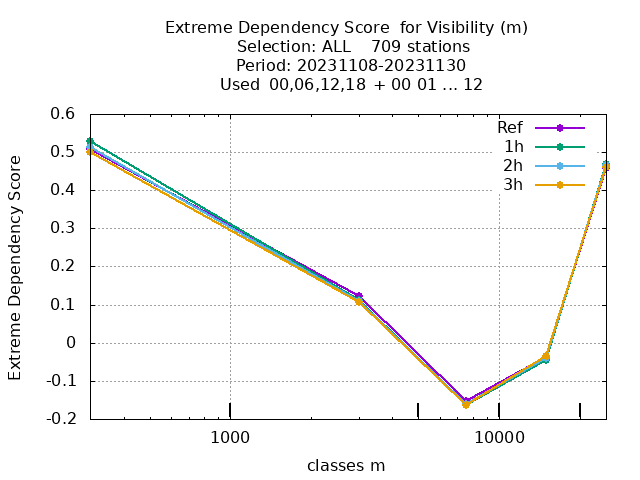 Extreme Dependency Score  for Visibility (m)
Selection: ALL    709 stations
Period: 20231108-20231130
Used  00,06,12,18  + 00 01 ... 12
Extreme Dependency Score
0.6
0.5
0.4
0.3
0.2
0.1
0
-0.1
-0.2
Ref
1h
2h
3h
1000
10000
classes m